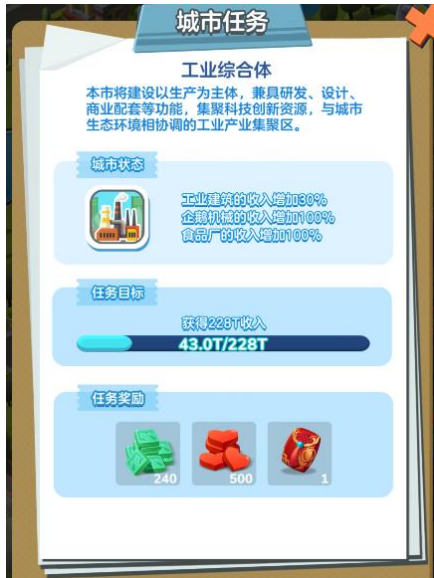 城市任务
工业综合体
本市将建设以生产为主体，兼具研发、设计、
商业配套等功能，集聚科技创新资源，与城市
生态环境相协调的工业产业集聚区。
城市状态
工业建筑的收入增加30%
企鹅机械的收入增加100%
食品厂的收入增加100%
任务目标
获得228T收入
43.0T/228T
任务奖励
240
500
1